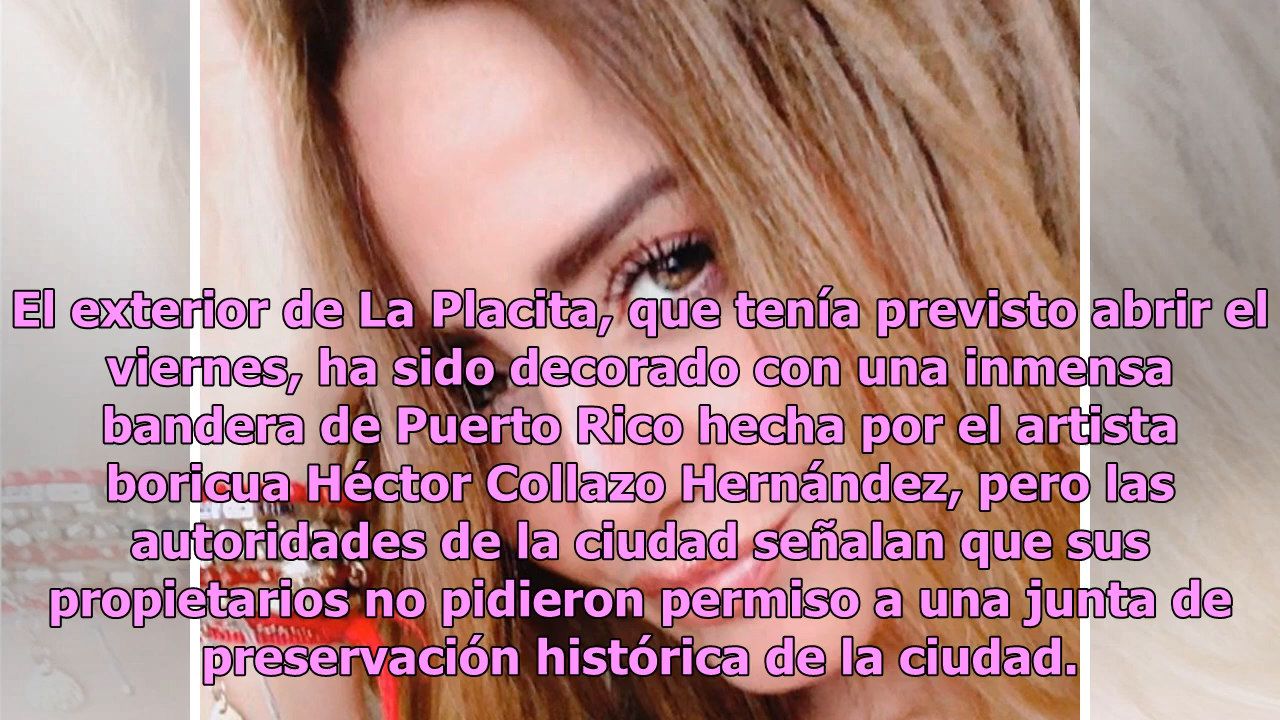 El exterior de La Placita, que tenía previsto abrir el
viernes, ha sido decorado con una inmensa
bandera de Puerto Rico hecha por el artista
boricua Héctor Collazo Hernández, pero las
autoridades de la ciudad señalan que sus
propietarios no pidieron permiso a una junta de
preservación histórica de la ciudad.